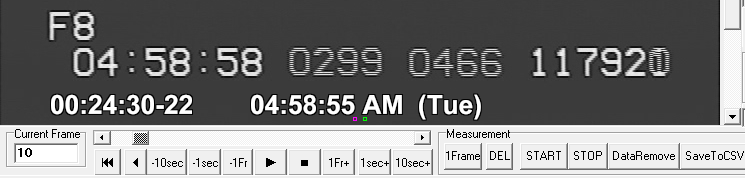 F8
04:58:58 0299 0466 117920
00:24:30-22 04:58:55 AM (Tue)
Current Frame
10
-10sec -1sec -1Fr 1Fr+ 1sec+ 10sec+
Measurement
1Frame DEL START STOP DataRemove SaveToCSV